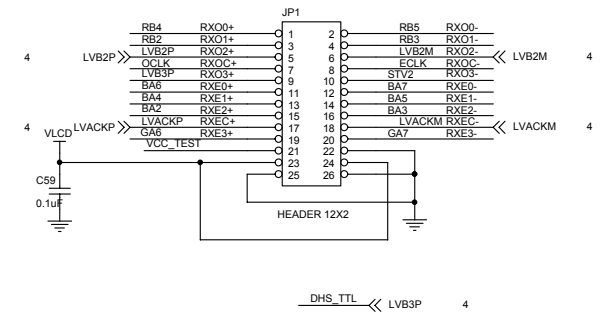 JP1
RB4 RXO0+ 1 2 RB5 RXO0-
RB2 RXO1+ 3 4 RB3 RXO1-
4 LVB2P LVB2P RXO2+ 5 6 LVB2M RXO2- LVB2M 4
OCLK RXOC+ 7 8 ECLK RXOC-
LVB3P RXO3+ 9 10 STV2 RXO3-
BA6 RXE0+ 11 12 BA7 RXE0-
BA4 RXE1+ 13 14 BA5 RXE1-
BA2 RXE2+ 15 16 BA3 RXE2-
4 LVACKP LVACKP RXEC+ 17 18 LVACKM RXEC- LVACKM 4
VLCD GA6 RXE3+ 19 20 GA7 RXE3-
VCC_TEST 21 22
23 24
25 26
C59
0.1uF
HEADER 12X2
DHS_TTL LVB3P 4